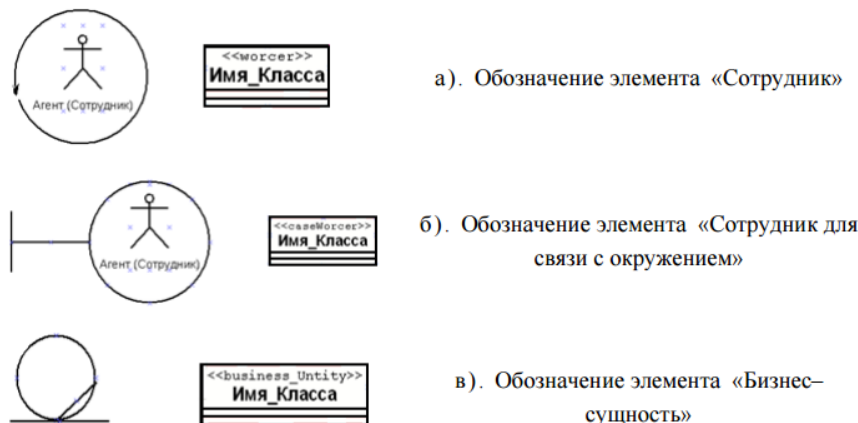 <<worcer>>
Имя_Класса
Агент (Сотрудник)
а). Обозначение элемента «Сотрудник»
<<caseWorcer>>
Имя_Класса
Агент (Сотрудник)
б). Обозначение элемента «Сотрудник для
связи с окружением»
<<business_Untity>>
Имя_Класса
в). Обозначение элемента «Бизнес–
сущность»